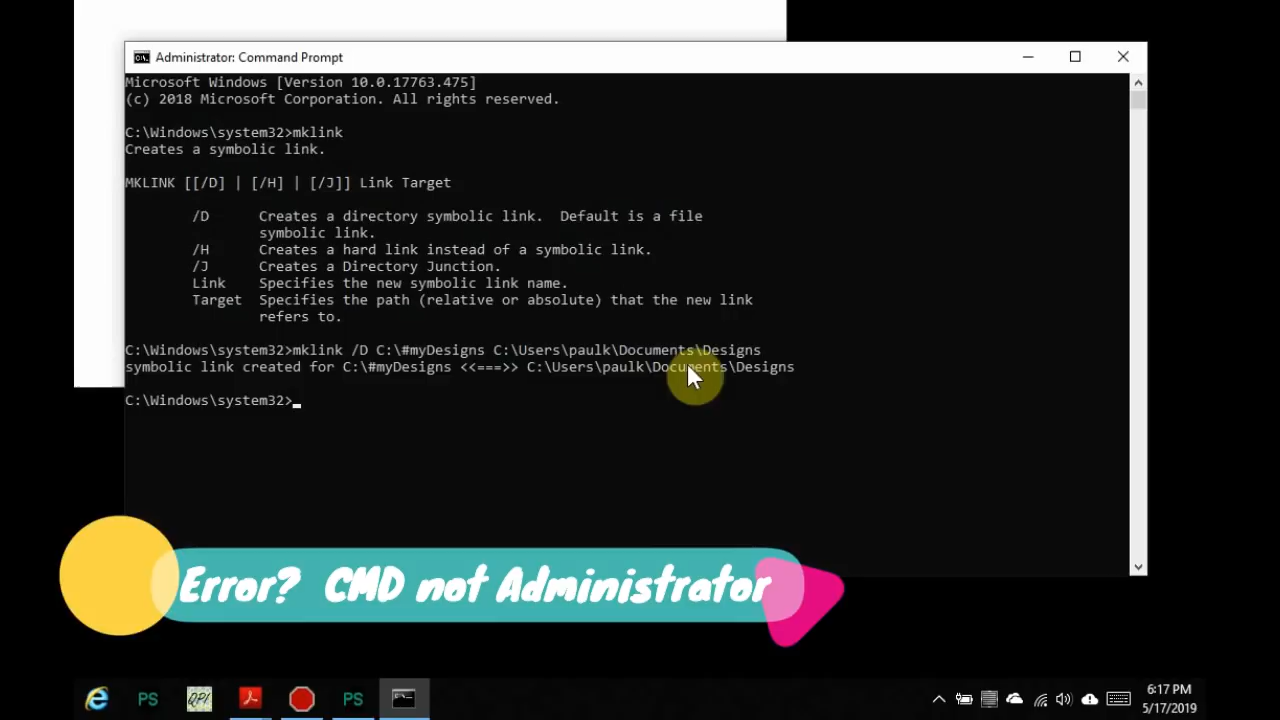 Administrator: Command Prompt
Microsoft Windows [Version 10.0.17763.475]
(c) 2018 Microsoft Corporation. All rights reserved.
C:\Windows\system32>mklink
Creates a symbolic link.
MKLINK [[/D] | [/H] | [/J]] Link Target
/D Creates a directory symbolic link. Default is a file
symbolic link.
/H Creates a hard link instead of a symbolic link.
/J Creates a Directory Junction.
Link Specifies the new symbolic link name.
Target Specifies the path (relative or absolute) that the new link
refers to.
C:\Windows\system32>mklink /D C:\#myDesigns C:\Users\paulk\Documents\Designs
symbolic link created for C:\#myDesigns <<===>> C:\Users\paulk\Documents\Designs
C:\Windows\system32>
Error? CMD not Administrator
PS QPI PS
6:17 PM
5/17/2019